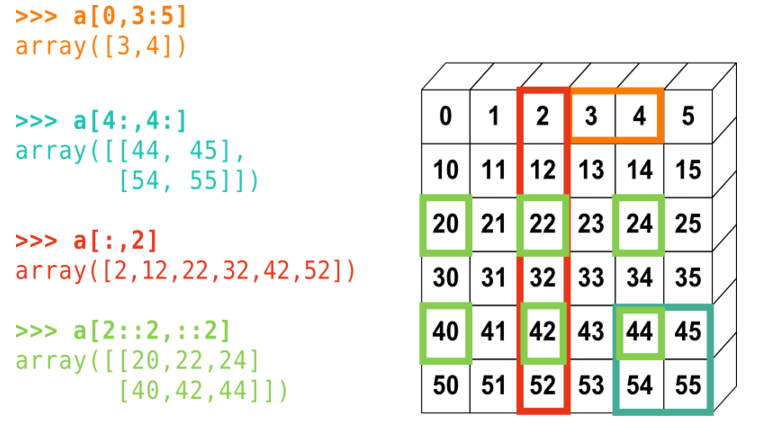 >>> a[0,3:5]
array([3,4])
>>> a[4:,4:]
array([[44, 45],
       [54, 55]])
>>> a[:,2]
array([2,12,22,32,42,52])
>>> a[2::2,::2]
array([[20,22,24]
       [40,42,44]])
0 1 2 3 4 5
10 11 12 13 14 15
20 21 22 23 24 25
30 31 32 33 34 35
40 41 42 43 44 45
50 51 52 53 54 55